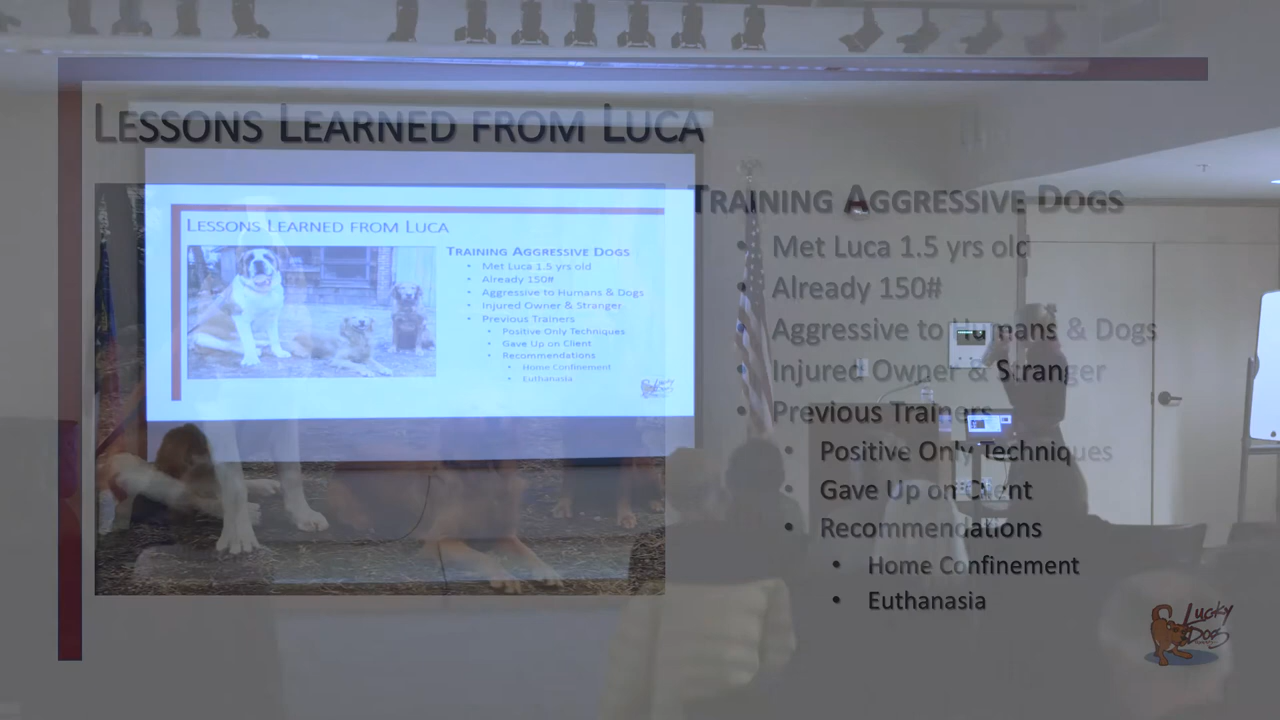 LESSONS LEARNED FROM LUCA
TRAINING AGGRESSIVE DOGS
• Met Luca 1.5 yrs old
• Already 150#
• Aggressive to Humans & Dogs
• Injured Owner & Stranger
• Previous Trainers
• Positive Only Techniques
• Gave Up on Client
• Recommendations
• Home Confinement
• Euthanasia
Lucky Dogs
LESSONS LEARNED FROM LUCA
TRAINING AGGRESSIVE DOGS
• Met Luca 1.5 yrs old
• Already 150#
• Aggressive to Humans & Dogs
• Injured Owner & Stranger
• Previous Trainers
• Positive Only Techniques
• Gave Up on Client
• Recommendations
• Home Confinement
• Euthanasia